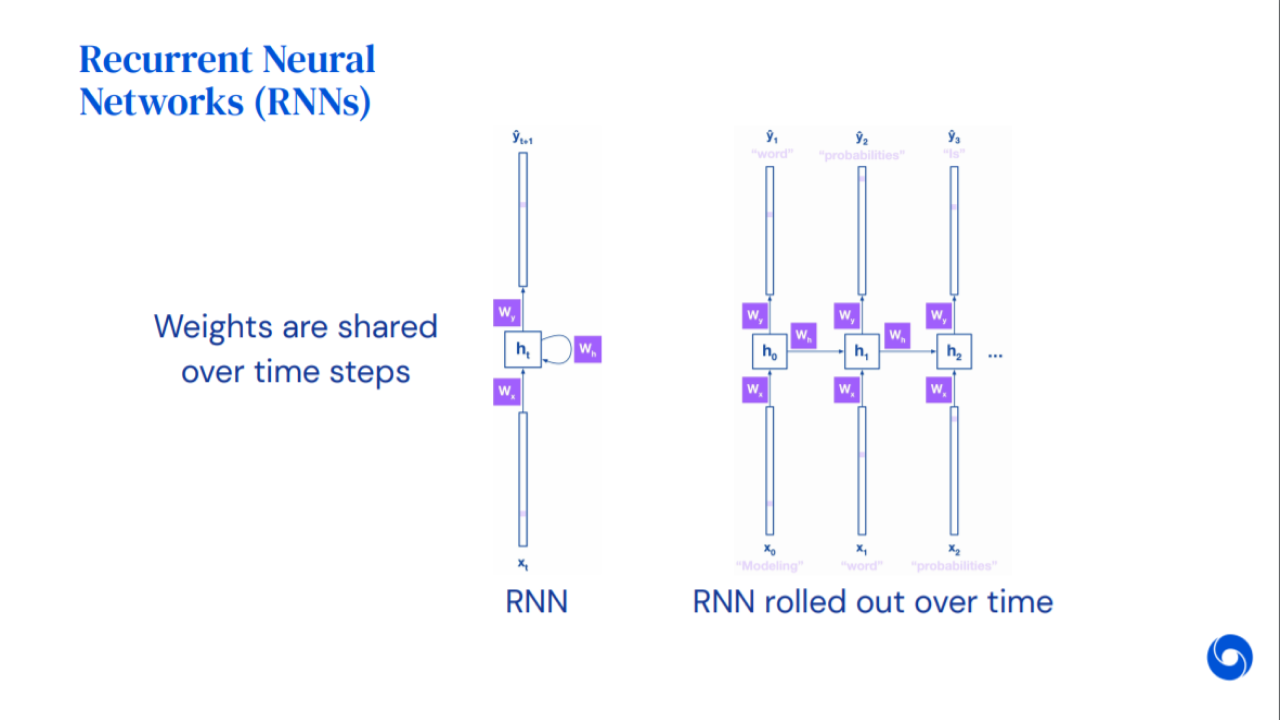 Recurrent Neural
Networks (RNNs)
Weights are shared
over time steps
ŷt+1
Wy
ht
Wh
Wx
xt
RNN
ŷ1 ŷ2 ŷ3
“word” “probabilities” “Is”
Wy Wy Wy
Wh Wh
h0 h1 h2 ...
Wx Wx Wx
x0 x1 x2
“Modeling” “word” “probabilities”
RNN rolled out over time